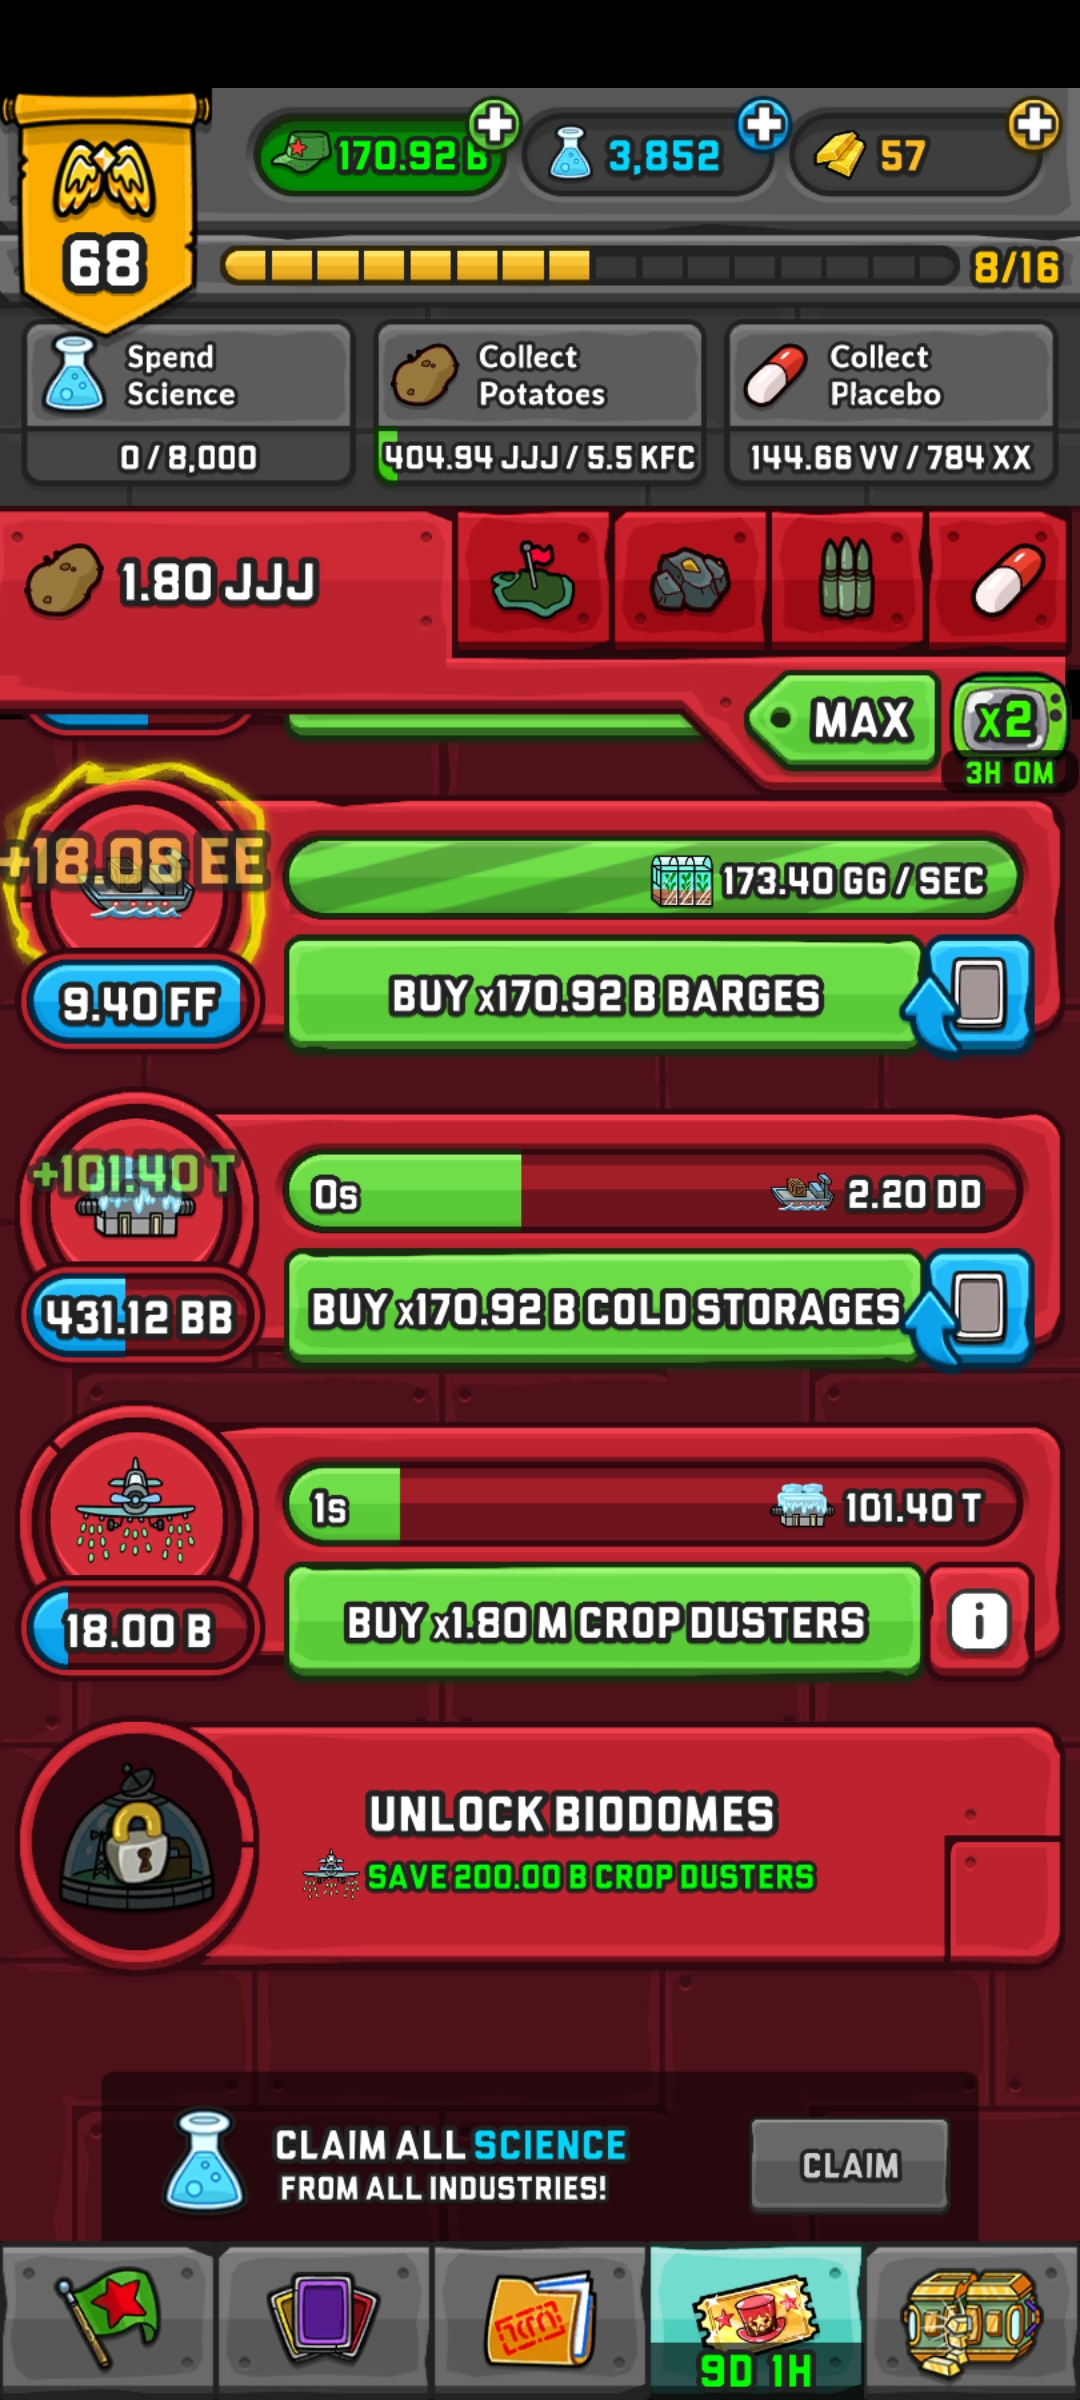 170.92 B
3,852
57
68
8/16
Spend
Science
0 / 8,000
Collect
Potatoes
404.94 JJJ / 5.5 KFC
Collect
Placebo
144.66 VV / 784 XX
1.80 JJJ
MAX
x2
3H 0M
+18.08 EE
173.40 GG / SEC
9.40 FF
BUY x170.92 B BARGES
+101.40 T
0s
2.20 DD
431.12 BB
BUY x170.92 B COLD STORAGES
1s
101.40 T
18.00 B
BUY x1.80 M CROP DUSTERS
i
UNLOCK BIODOMES
SAVE 200.00 B CROP DUSTERS
CLAIM ALL SCIENCE
FROM ALL INDUSTRIES!
CLAIM
9D 1H